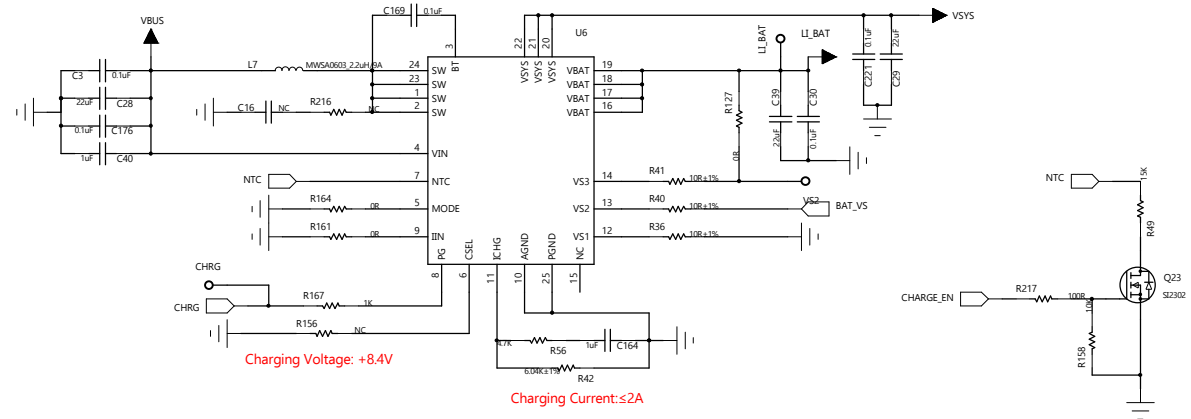 C169
0.1uF
VBUS
VSYS
U6
LI_BAT
LI_BAT
0.1uF
22uF
C221
C29
C3
0.1uF
22uF
C28
0.1uF
C176
1uF
C40
L7
MWSA0603_2.2uH/9A
C16
NC
R216
NC
3
BT
22
21
20
VSYS
VSYS
VSYS
24
SW
23
SW
1
SW
2
SW
4
VIN
7
NTC
5
MODE
9
IIN
VBAT
19
VBAT
18
VBAT
17
VBAT
16
VS3
14
VS2
13
VS1
12
PG
CSEL
ICHG
AGND
PGND
NC
8
6
11
10
25
15
R127
0R
C39
22uF
C30
0.1uF
NTC
R164
0R
R161
0R
R41
10R±1%
R40
10R±1%
R36
10R±1%
VS2
BAT_VS
CHRG
CHRG
R167
1K
R156
NC
4.7K
R56
1uF
C164
6.04K±1%
R42
Charging Voltage: +8.4V
Charging Current:≤2A
NTC
15K
R49
Q23
SI2302
CHARGE_EN
R217
100R
10K
R158